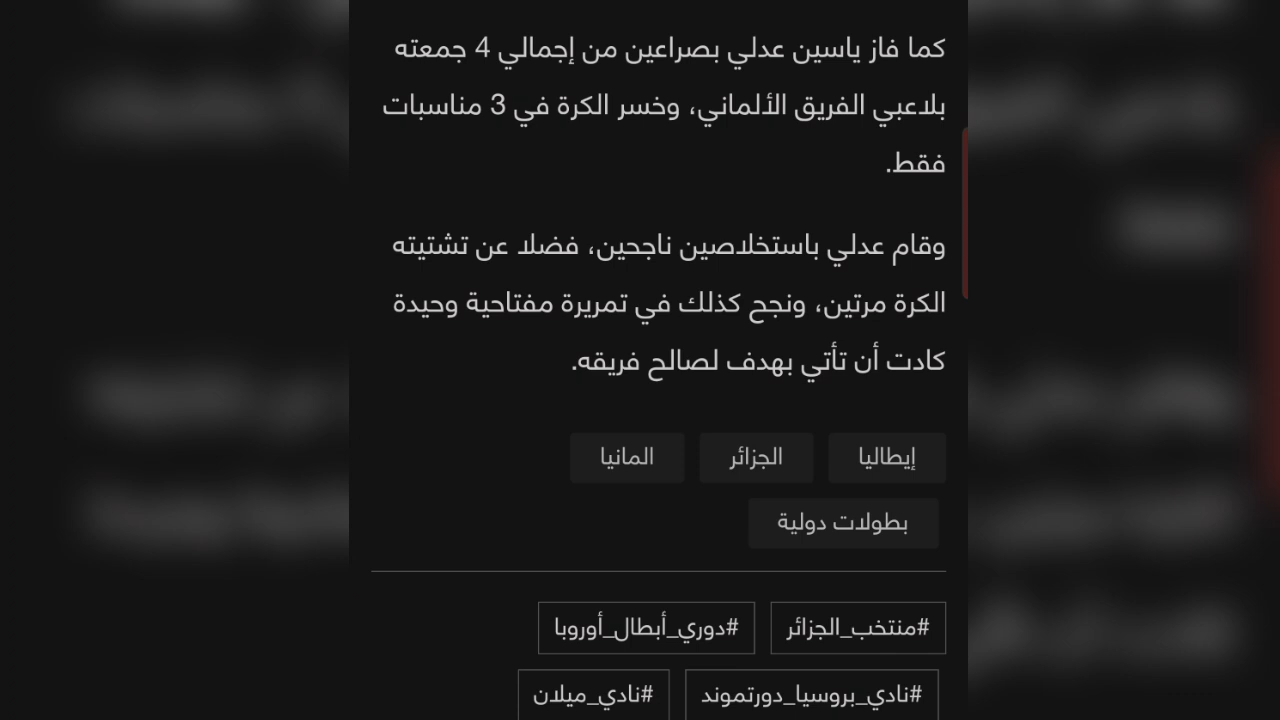 كما فاز ياسين عدلي بصراعين من إجمالي 4 جمعته
بلاعبي الفريق الألماني، وخسر الكرة في 3 مناسبات
فقط.
وقام عدلي باستخلاصين ناجحين، فضلا عن تشتيته
الكرة مرتين، ونجح كذلك في تمريرة مفتاحية وحيدة
كادت أن تأتي بهدف لصالح فريقه.
إيطاليا الجزائر المانيا
بطولات دولية
#منتخب_الجزائر #دوري_أبطال_أوروبا
#نادي_بروسيا_دورتموند #نادي_ميلان